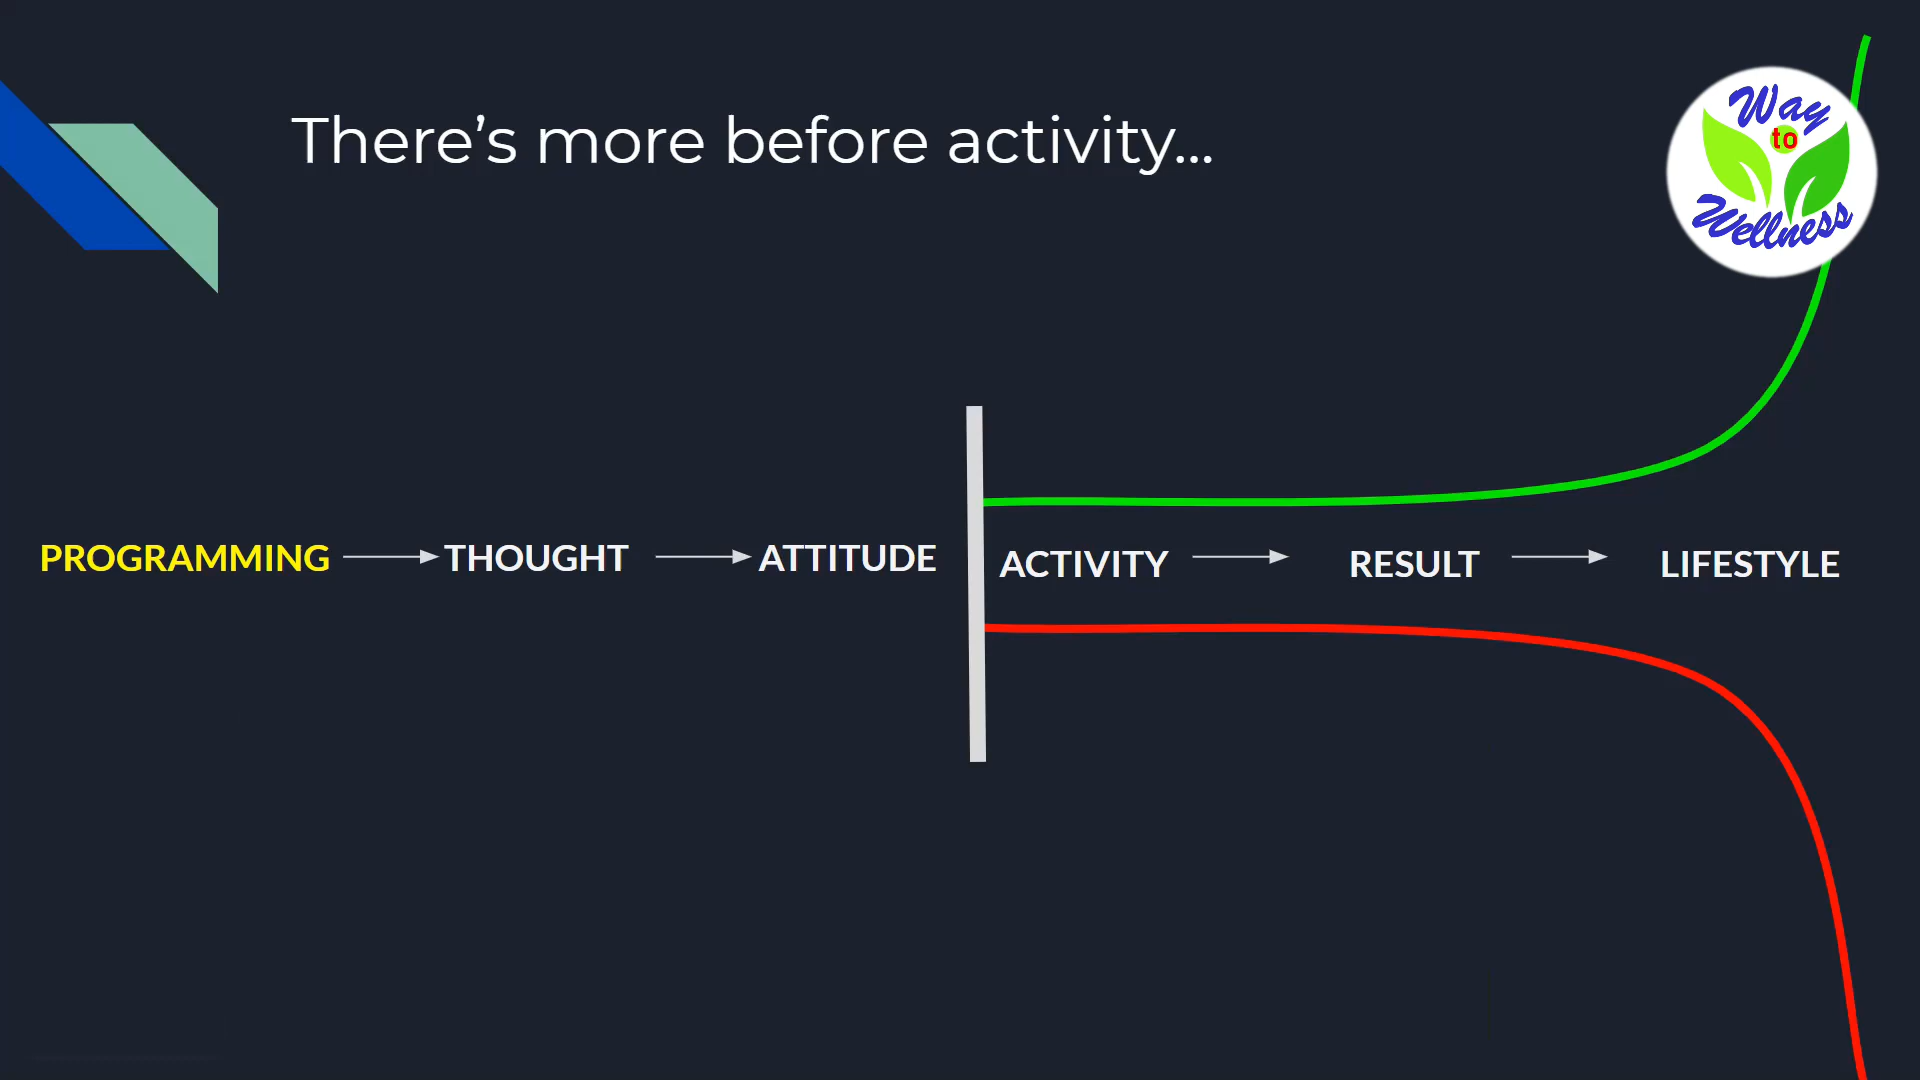 There’s more before activity...
Way
to
Wellness
PROGRAMMING THOUGHT ATTITUDE ACTIVITY RESULT LIFESTYLE